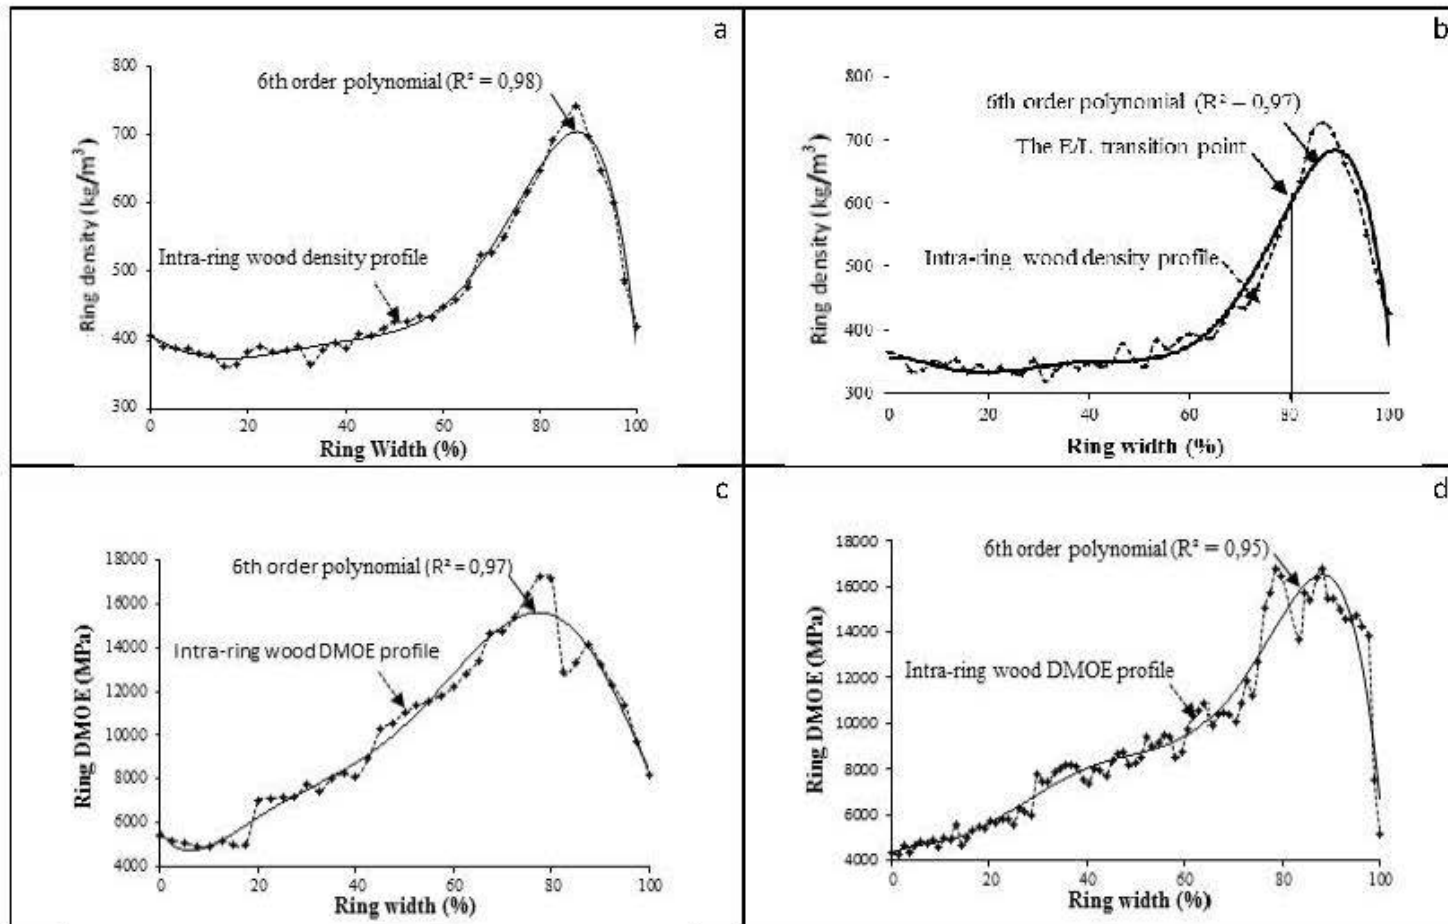 a
800
700
600
500
400
300
Ring density (kg/m³)
6th order polynomial (R² = 0,98)
Intra-ring wood density profile
0 20 40 60 80 100
Ring Width (%)
b
800
700
600
500
400
300
Ring density (kg/m³)
6th order polynomial (R² = 0,97)
The E/L transition point
Intra-ring wood density profile
0 20 40 60 80 100
Ring width (%)
c
18000
16000
14000
12000
10000
8000
6000
4000
Ring DMOE (MPa)
6th order polynomial (R² = 0,97)
Intra-ring wood DMOE profile
0 20 40 60 80 100
Ring width (%)
d
18000
16000
14000
12000
10000
8000
6000
4000
Ring DMOE (MPa)
6th order polynomial (R² = 0,95)
Intra-ring wood DMOE profile
0 20 40 60 80 100
Ring width (%)